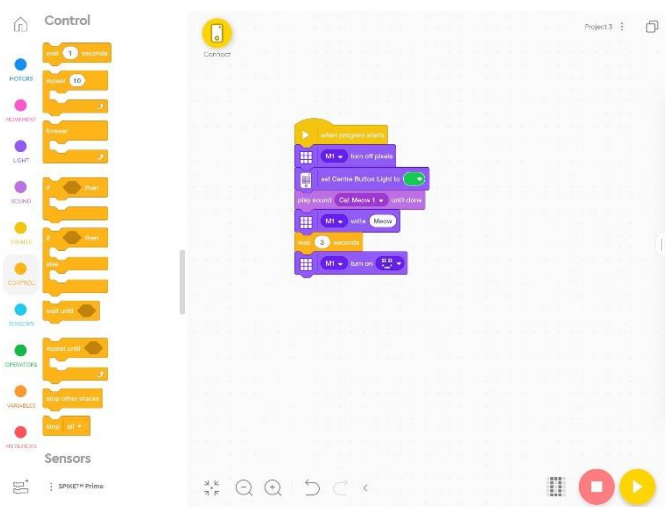 Control
Connect
Project 3
wait 1 seconds
repeat 10
forever
if then
if then
else
wait until
repeat until
stop other stacks
stop all
Sensors
MOTORS
MOVEMENT
LIGHT
SOUND
EVENTS
CONTROL
SENSORS
OPERATORS
VARIABLES
MY BLOCKS
SPIKE™ Prime
when program starts
M1 turn off pixels
set Centre Button Light to
play sound Cat Meow 1 until done
M1 write Meow
wait 3 seconds
M1 turn on